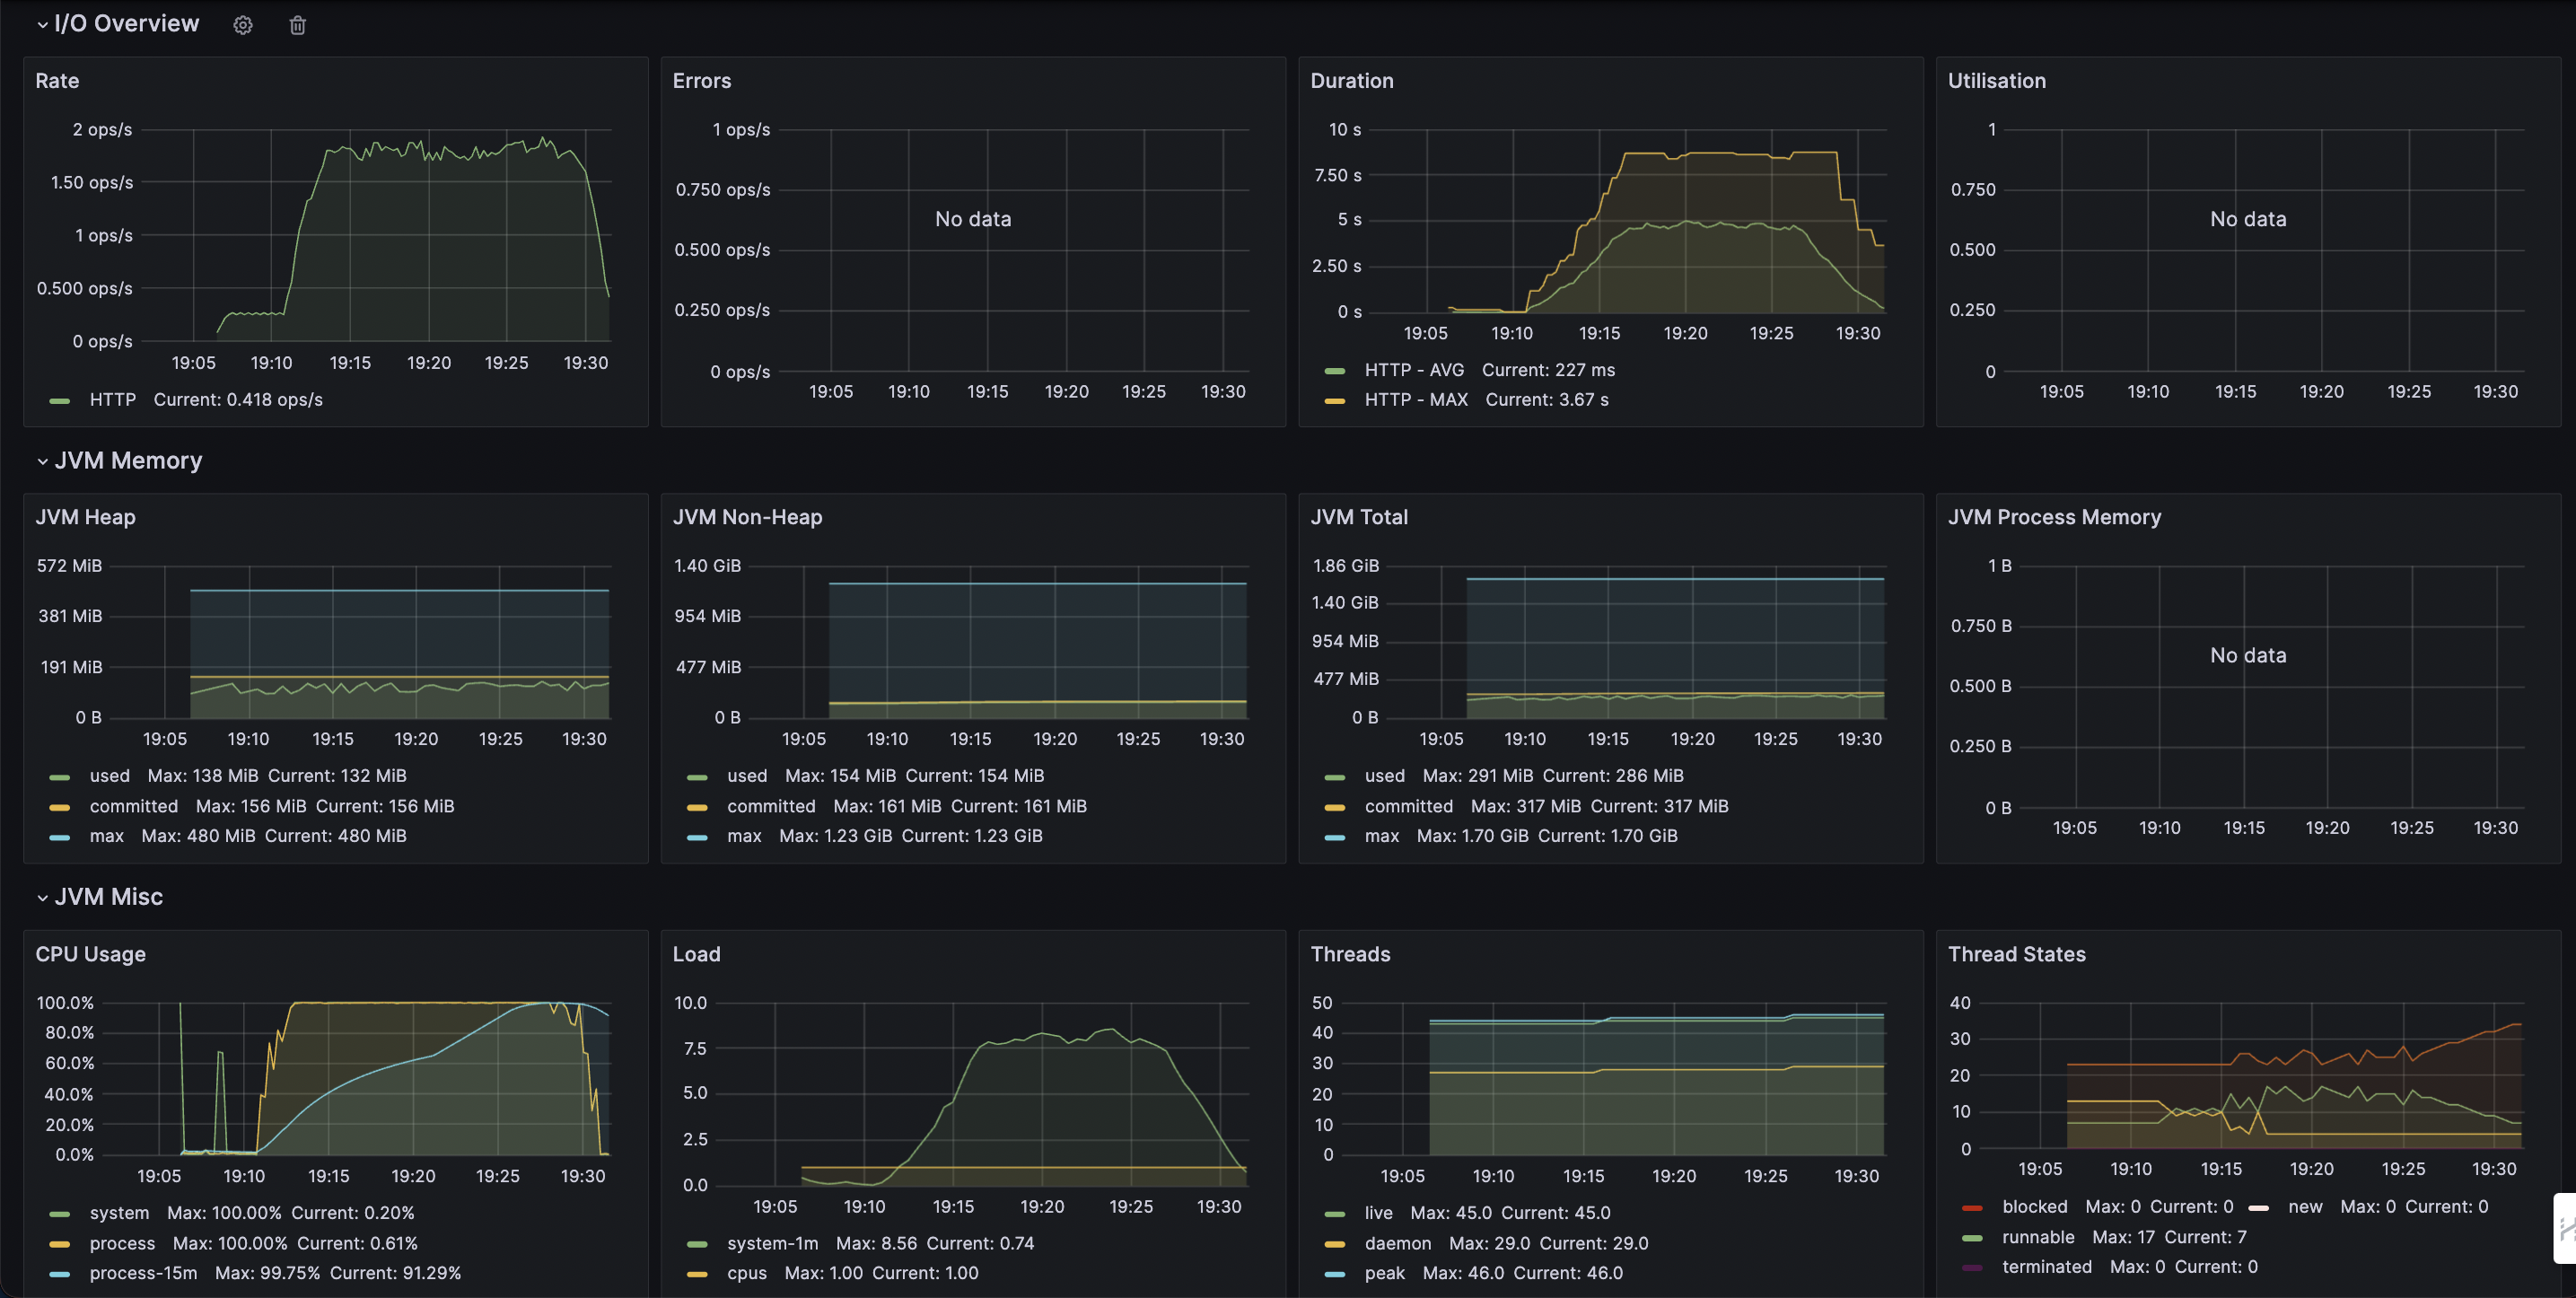 I/O Overview
Rate
2 ops/s
1.50 ops/s
1 ops/s
0.500 ops/s
0 ops/s
19:05 19:10 19:15 19:20 19:25 19:30
HTTP Current: 0.418 ops/s
Errors
1 ops/s
0.750 ops/s
No data
0.500 ops/s
0.250 ops/s
0 ops/s
19:05 19:10 19:15 19:20 19:25 19:30
Duration
10 s
7.50 s
5 s
2.50 s
0 s
19:05 19:10 19:15 19:20 19:25 19:30
HTTP - AVG Current: 227 ms
HTTP - MAX Current: 3.67 s
Utilisation
1
0.750
No data
0.500
0.250
0
19:05 19:10 19:15 19:20 19:25 19:30
JVM Memory
JVM Heap
572 MiB
381 MiB
191 MiB
0 B
19:05 19:10 19:15 19:20 19:25 19:30
used Max: 138 MiB Current: 132 MiB
committed Max: 156 MiB Current: 156 MiB
max Max: 480 MiB Current: 480 MiB
JVM Non-Heap
1.40 GiB
954 MiB
477 MiB
0 B
19:05 19:10 19:15 19:20 19:25 19:30
used Max: 154 MiB Current: 154 MiB
committed Max: 161 MiB Current: 161 MiB
max Max: 1.23 GiB Current: 1.23 GiB
JVM Total
1.86 GiB
1.40 GiB
954 MiB
477 MiB
0 B
19:05 19:10 19:15 19:20 19:25 19:30
used Max: 291 MiB Current: 286 MiB
committed Max: 317 MiB Current: 317 MiB
max Max: 1.70 GiB Current: 1.70 GiB
JVM Process Memory
1 B
0.750 B
No data
0.500 B
0.250 B
0 B
19:05 19:10 19:15 19:20 19:25 19:30
JVM Misc
CPU Usage
100.0%
80.0%
60.0%
40.0%
20.0%
0.0%
19:05 19:10 19:15 19:20 19:25 19:30
system Max: 100.00% Current: 0.20%
process Max: 100.00% Current: 0.61%
process-15m Max: 99.75% Current: 91.29%
Load
10.0
7.5
5.0
2.5
0.0
19:05 19:10 19:15 19:20 19:25 19:30
system-1m Max: 8.56 Current: 0.74
cpus Max: 1.00 Current: 1.00
Threads
50
40
30
20
10
0
19:05 19:10 19:15 19:20 19:25 19:30
live Max: 45.0 Current: 45.0
daemon Max: 29.0 Current: 29.0
peak Max: 46.0 Current: 46.0
Thread States
40
30
20
10
0
19:05 19:10 19:15 19:20 19:25 19:30
blocked Max: 0 Current: 0 new Max: 0 Current: 0
runnable Max: 17 Current: 7
terminated Max: 0 Current: 0